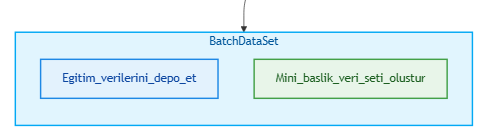 BatchDataSet
Egitim_verilerini_depo_et
Mini_baslik_veri_seti_olustur